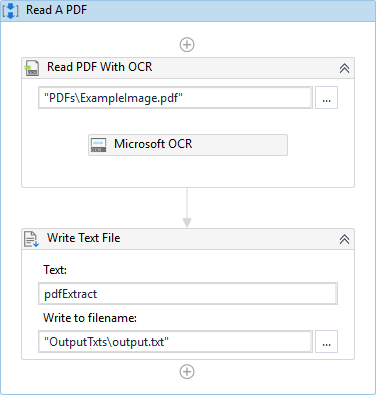 Read A PDF
Read PDF With OCR
"PDFs\ExampleImage.pdf"
...
Microsoft OCR
Write Text File
Text:
pdfExtract
Write to filename:
"OutputTxts\output.txt"
...